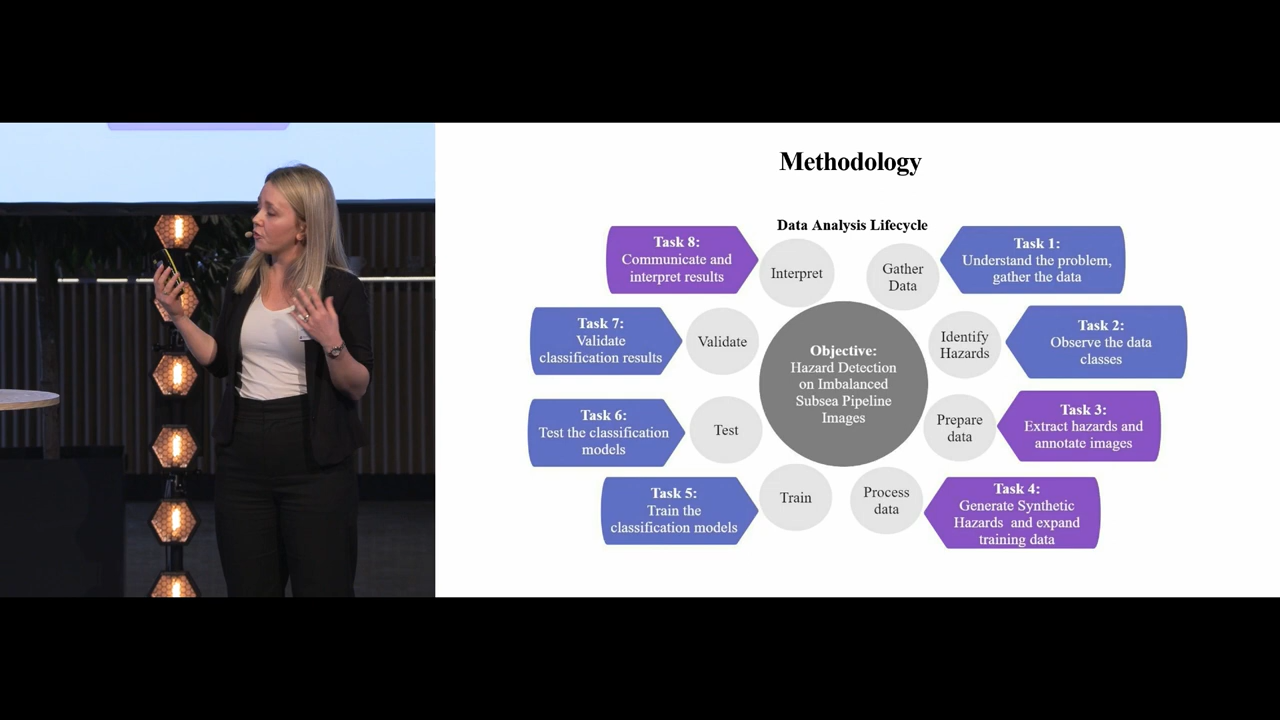 Methodology
Data Analysis Lifecycle
Task 8:
Communicate and
interpret results
Interpret
Gather
Data
Task 1:
Understand the problem,
gather the data
Task 7:
Validate
classification results
Validate
Identify
Hazards
Task 2:
Observe the data
classes
Objective:
Hazard Detection
on Imbalanced
Subsea Pipeline
Images
Task 6:
Test the classification
models
Test
Prepare
data
Task 3:
Extract hazards and
annotate images
Task 5:
Train the
classification models
Train
Process
data
Task 4:
Generate Synthetic
Hazards and expand
training data